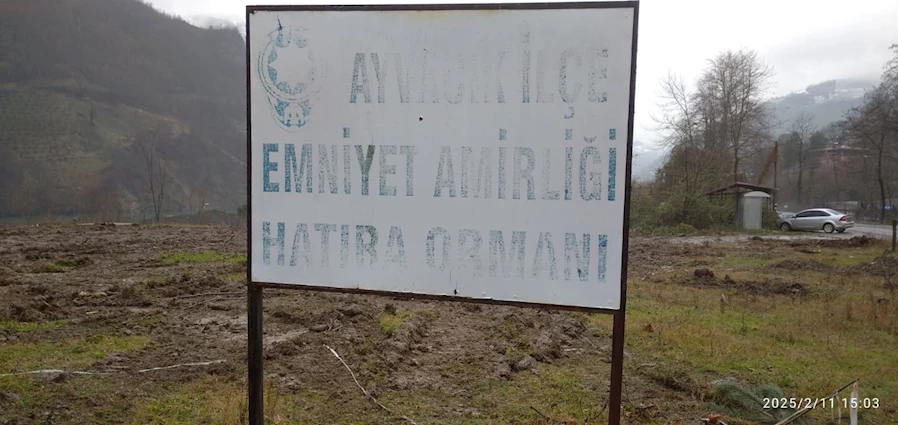 AYVACIK İLÇE
EMNİYET AMİRLİĞİ
HATIRA ORMANI
2025/2/11 15:03